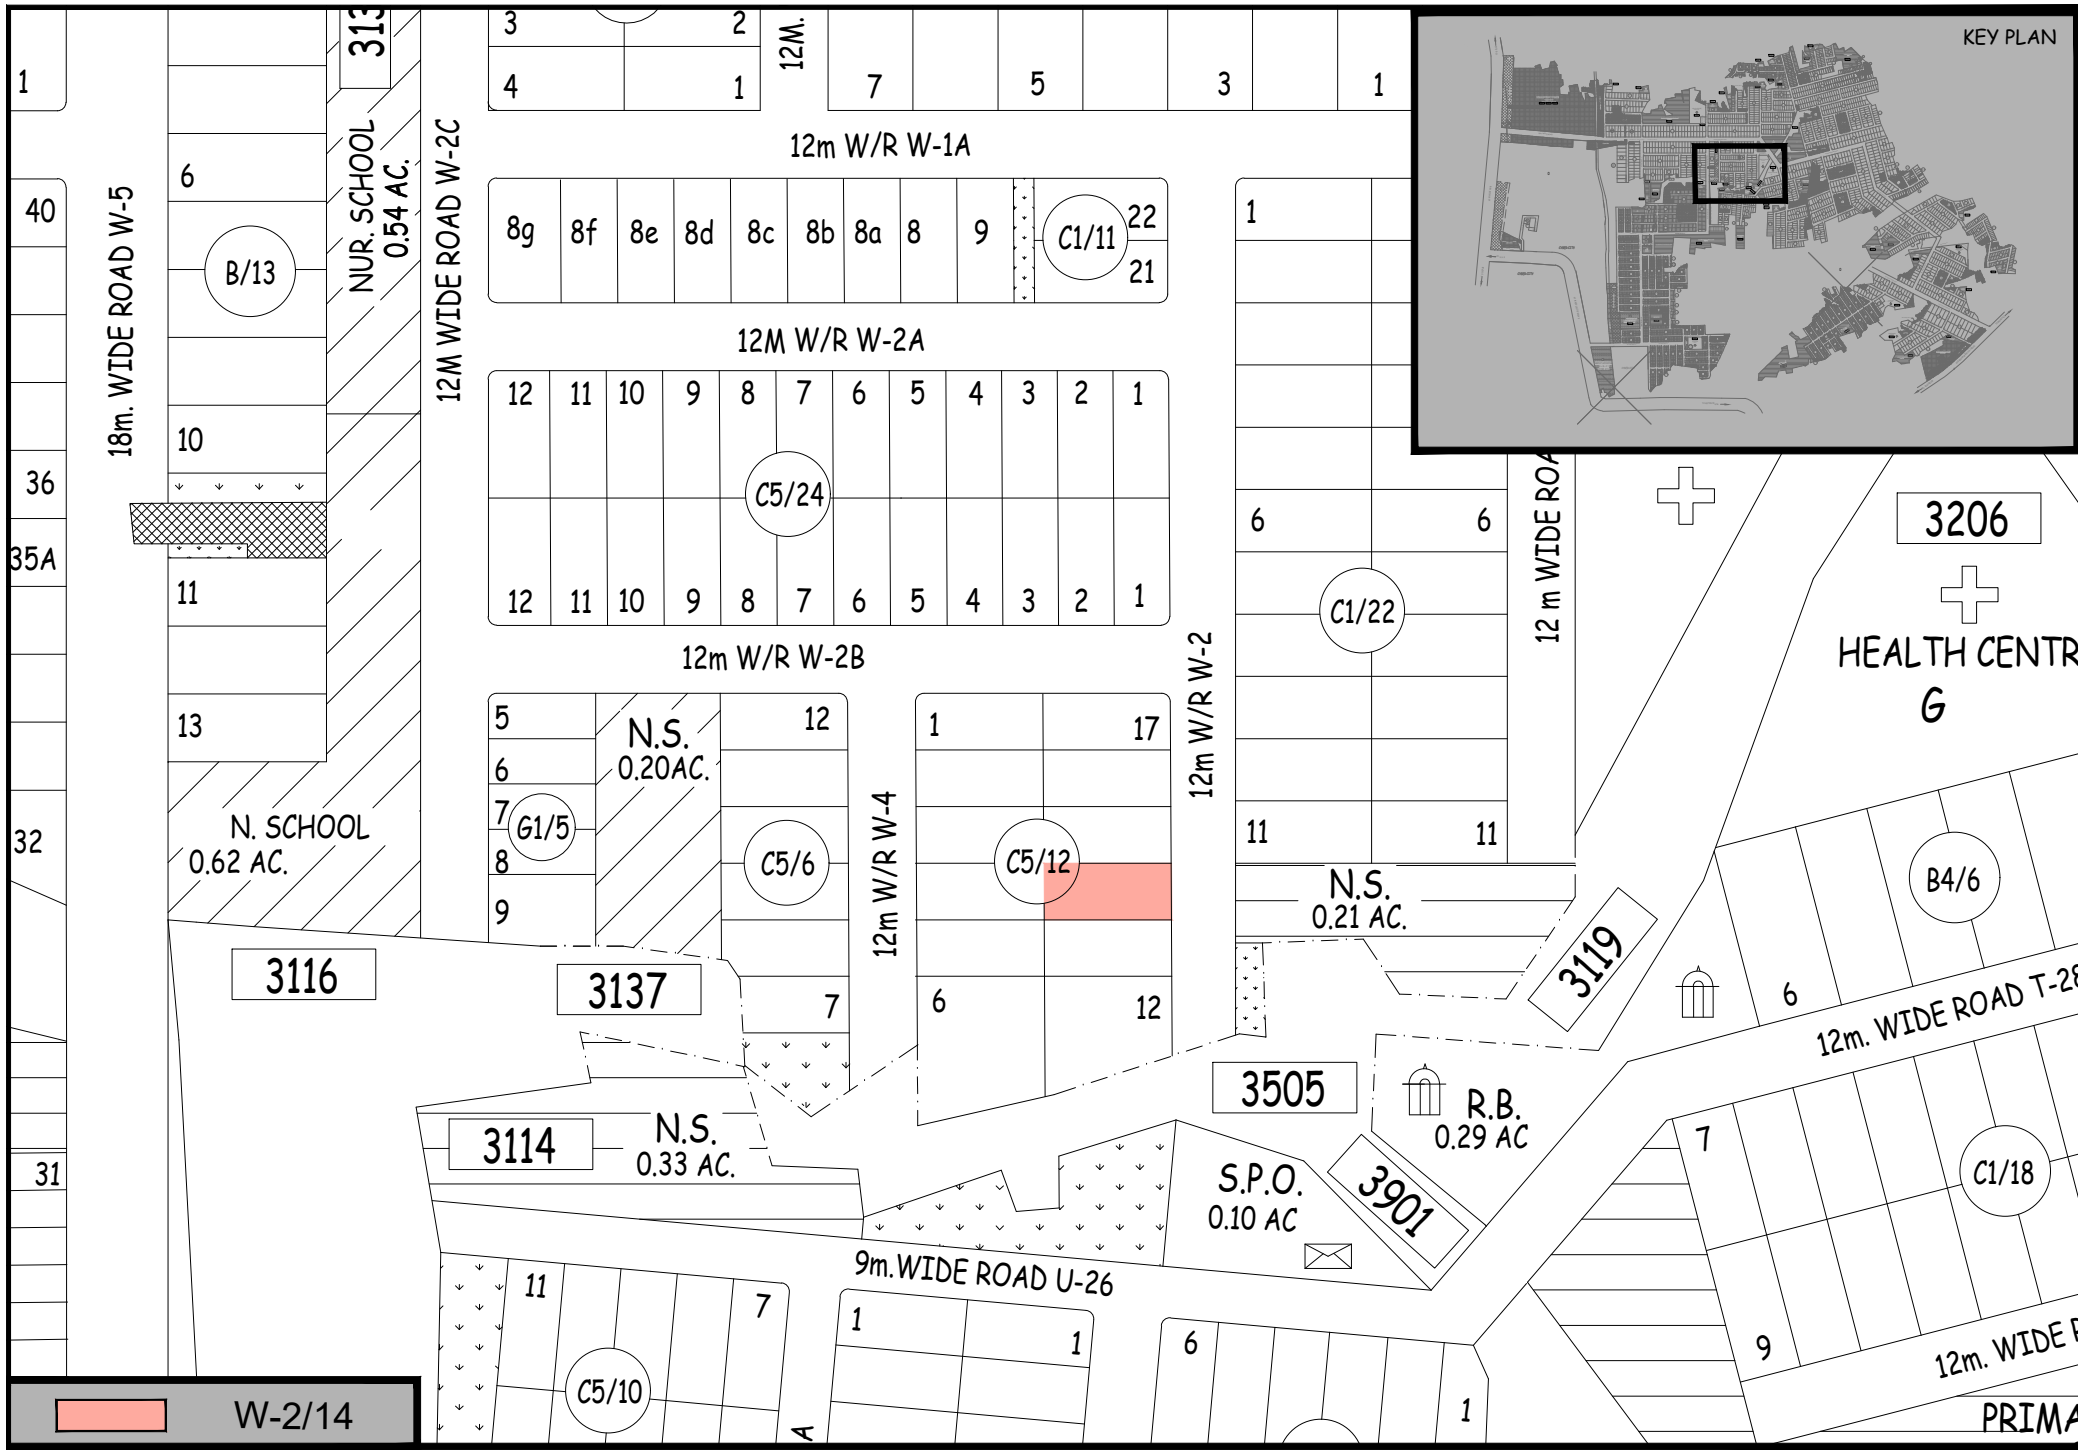 KEY PLAN
313
1
3
2
4
1
12M.
7
5
3
1
12m W/R W-1A
18m. WIDE ROAD W-5
40
36
35A
32
31
6
B/13
10
11
13
NUR. SCHOOL
0.54 AC.
12M WIDE ROAD W-2C
8g 8f 8e 8d 8c 8b 8a 8 9
C1/11
22
21
12M W/R W-2A
12 11 10 9 8 7 6 5 4 3 2 1
C5/24
12 11 10 9 8 7 6 5 4 3 2 1
12m W/R W-2B
12m W/R W-2
1
6
6
C1/22
11
11
12 m WIDE ROA
3206
HEALTH CENTR
G
N. SCHOOL
0.62 AC.
5
6
7
G1/5
8
9
N.S.
0.20AC.
12
C5/6
7
12m W/R W-4
1
17
C5/12
6
12
N.S.
0.21 AC.
3119
B4/6
6
12m. WIDE ROAD T-28
3116
3137
3114
N.S.
0.33 AC.
3505
R.B.
0.29 AC
S.P.O.
0.10 AC
3901
7
C1/18
9
12m. WIDE R
PRIMA
9m.WIDE ROAD U-26
11
7
C5/10
A
1
1
6
1
W-2/14